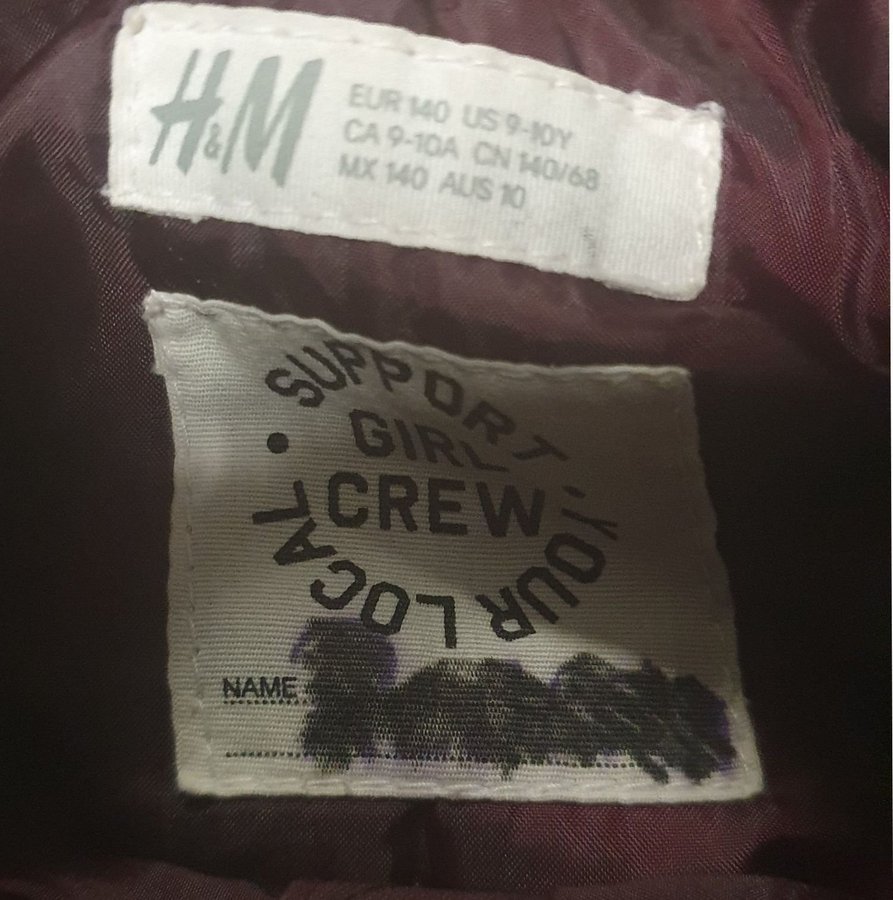 H&M
EUR 140 US 9-10Y
CA 9-10A CN 140/68
MX 140 AUS 10
SUPPORT YOUR LOCAL
GIRL
CREW
NAME